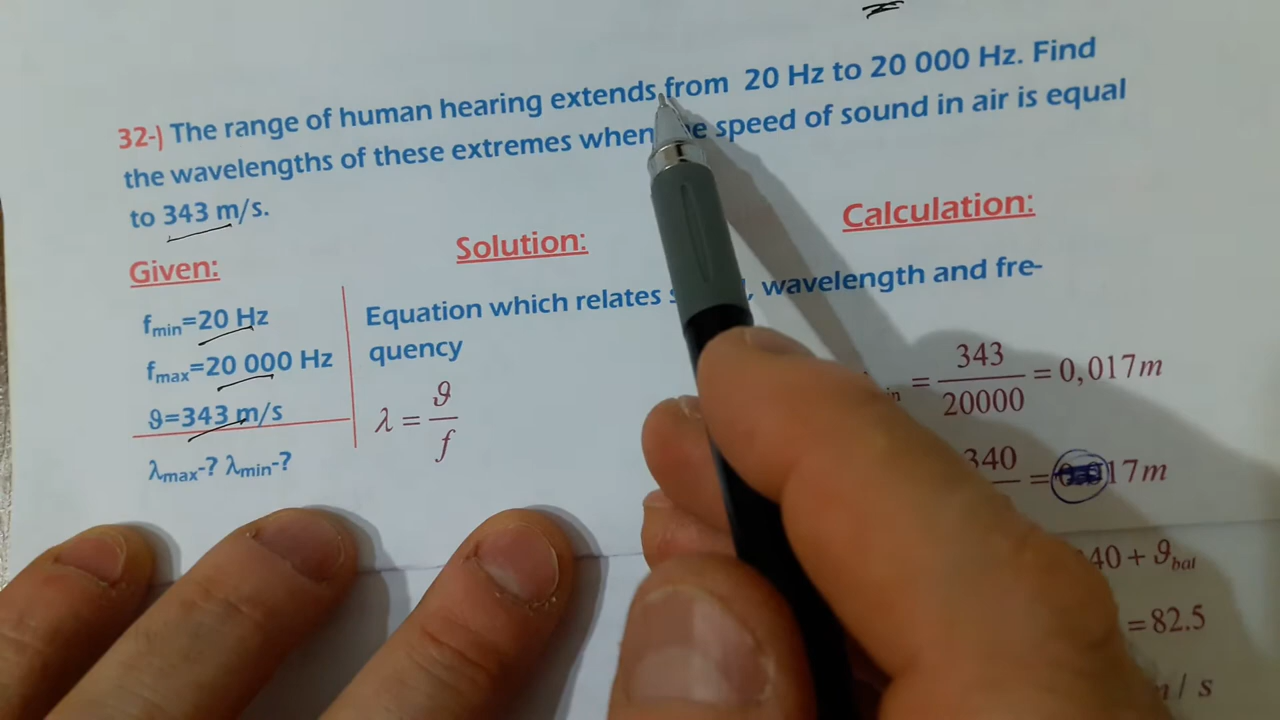 32-) The range of human hearing extends from 20 Hz to 20 000 Hz. Find
the wavelengths of these extremes when speed of sound in air is equal
to 343 m/s.
Given:
Solution:
Calculation:
fmin=20 Hz
fmax=20 000 Hz
ϑ=343 m/s
λmax-? λmin-?
Equation which relates , wavelength and fre-
quency
λ = ϑ/f
= 343/20000 = 0,017m
340 = 17m
40 + ϑbat
= 82.5
/ s